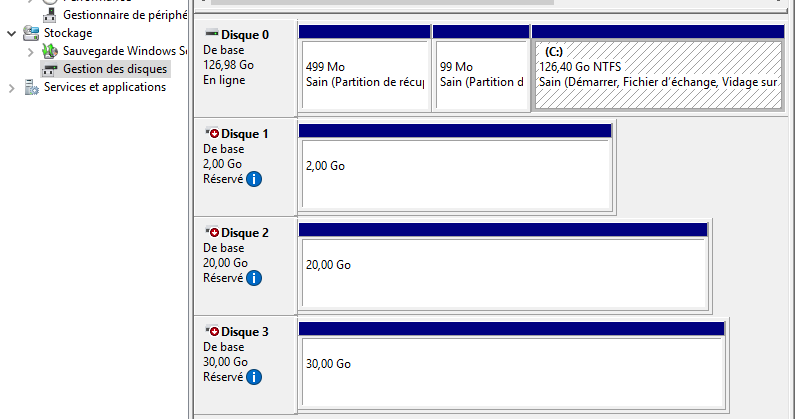 Performance
Gestionnaire de périphé
Stockage
Sauvegarde Windows Se
Gestion des disques
Services et applications
Disque 0
De base
126,98 Go
En ligne
499 Mo
Sain (Partition de récup
99 Mo
Sain (Partition d
(C:)
126,40 Go NTFS
Sain (Démarrer, Fichier d'échange, Vidage sur
Disque 1
De base
2,00 Go
Réservé
2,00 Go
Disque 2
De base
20,00 Go
Réservé
20,00 Go
Disque 3
De base
30,00 Go
Réservé
30,00 Go